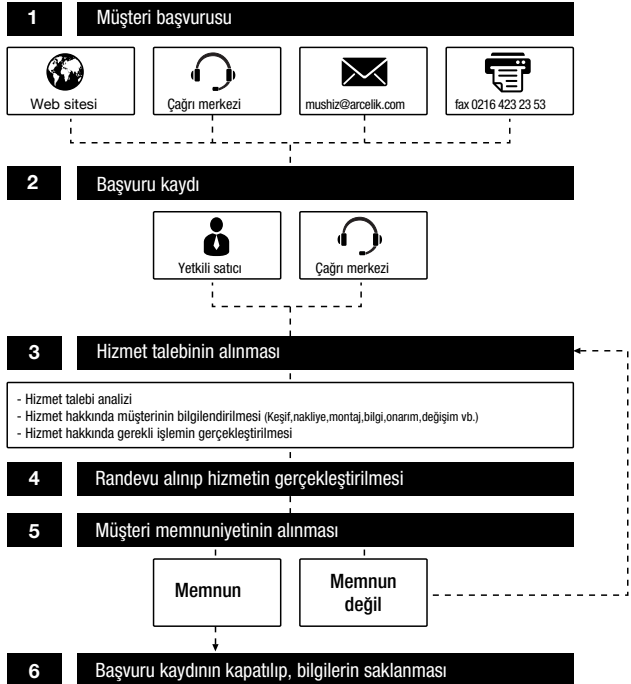 1 Müşteri başvurusu
Web sitesi
Çağrı merkezi
mushiz@arcelik.com
fax 0216 423 23 53
2 Başvuru kaydı
Yetkili satıcı
Çağrı merkezi
3 Hizmet talebinin alınması
- Hizmet talebi analizi
- Hizmet hakkında müşterinin bilgilendirilmesi (Keşif,nakliye,montaj,bilgi,onarım,değişim vb.)
- Hizmet hakkında gerekli işlemin gerçekleştirilmesi
4 Randevu alınıp hizmetin gerçekleştirilmesi
5 Müşteri memnuniyetinin alınması
Memnun
Memnun
değil
6 Başvuru kaydının kapatılıp, bilgilerin saklanması